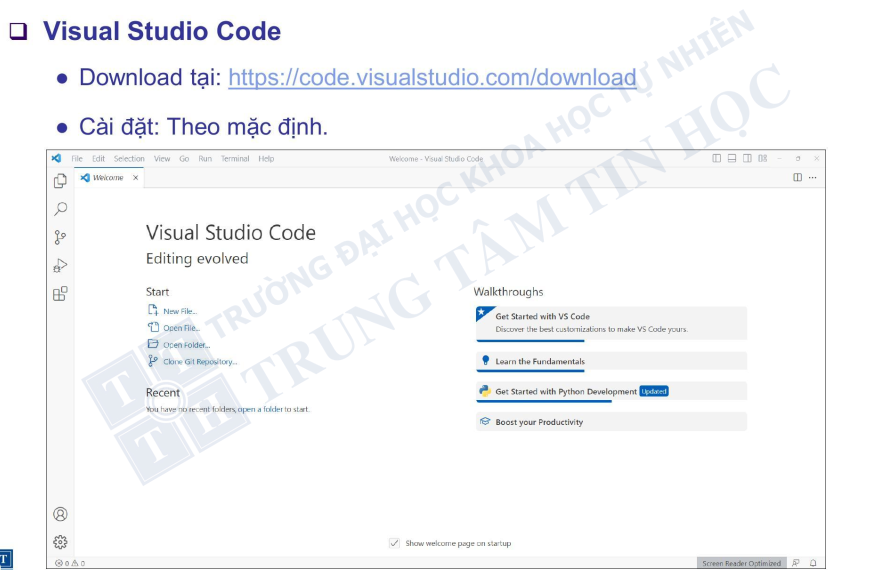 Visual Studio Code
Download tại: https://code.visualstudio.com/download
Cài đặt: Theo mặc định.
File Edit Selection View Go Run Terminal Help
Welcome - Visual Studio Code
Welcome
Visual Studio Code
Editing evolved
Start
New File...
Open File...
Open Folder...
Clone Git Repository...
Recent
You have no recent folders, open a folder to start.
Walkthroughs
Get Started with VS Code
Discover the best customizations to make VS Code yours.
Learn the Fundamentals
Get Started with Python Development Updated
Boost your Productivity
Show welcome page on startup
0 0
Screen Reader Optimized
TRƯỜNG ĐẠI HỌC KHOA HỌC TỰ NHIÊN
TRUNG TÂM TIN HỌC
T
T
H
T
H